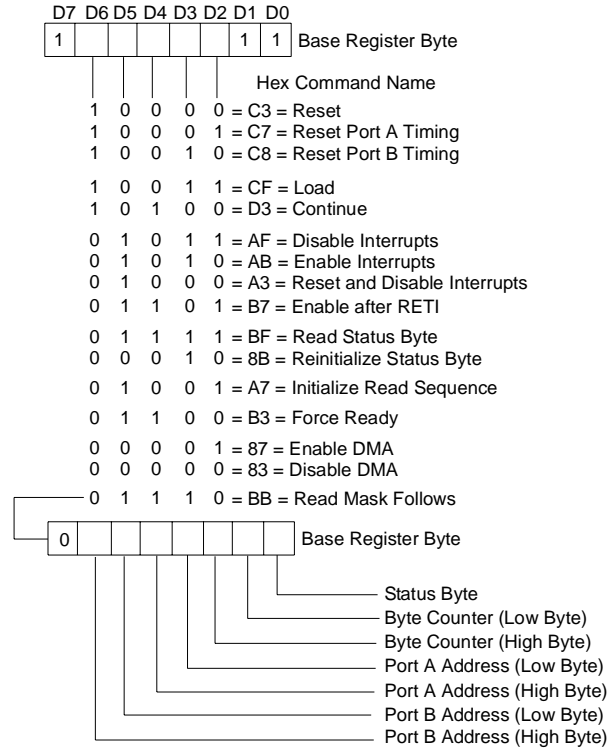 D7 D6 D5 D4 D3 D2 D1 D0
1 1 1 Base Register Byte
Hex Command Name
1 0 0 0 0 = C3 = Reset
1 0 0 0 1 = C7 = Reset Port A Timing
1 0 0 1 0 = C8 = Reset Port B Timing
1 0 0 1 1 = CF = Load
1 0 1 0 0 = D3 = Continue
0 1 0 1 1 = AF = Disable Interrupts
0 1 0 1 0 = AB = Enable Interrupts
0 1 0 0 0 = A3 = Reset and Disable Interrupts
0 1 1 0 1 = B7 = Enable after RETI
0 1 1 1 1 = BF = Read Status Byte
0 0 0 1 0 = 8B = Reinitialize Status Byte
0 1 0 0 1 = A7 = Initialize Read Sequence
0 1 1 0 0 = B3 = Force Ready
0 0 0 0 1 = 87 = Enable DMA
0 0 0 0 0 = 83 = Disable DMA
0 1 1 1 0 = BB = Read Mask Follows
0 Base Register Byte
Status Byte
Byte Counter (Low Byte)
Byte Counter (High Byte)
Port A Address (Low Byte)
Port A Address (High Byte)
Port B Address (Low Byte)
Port B Address (High Byte)